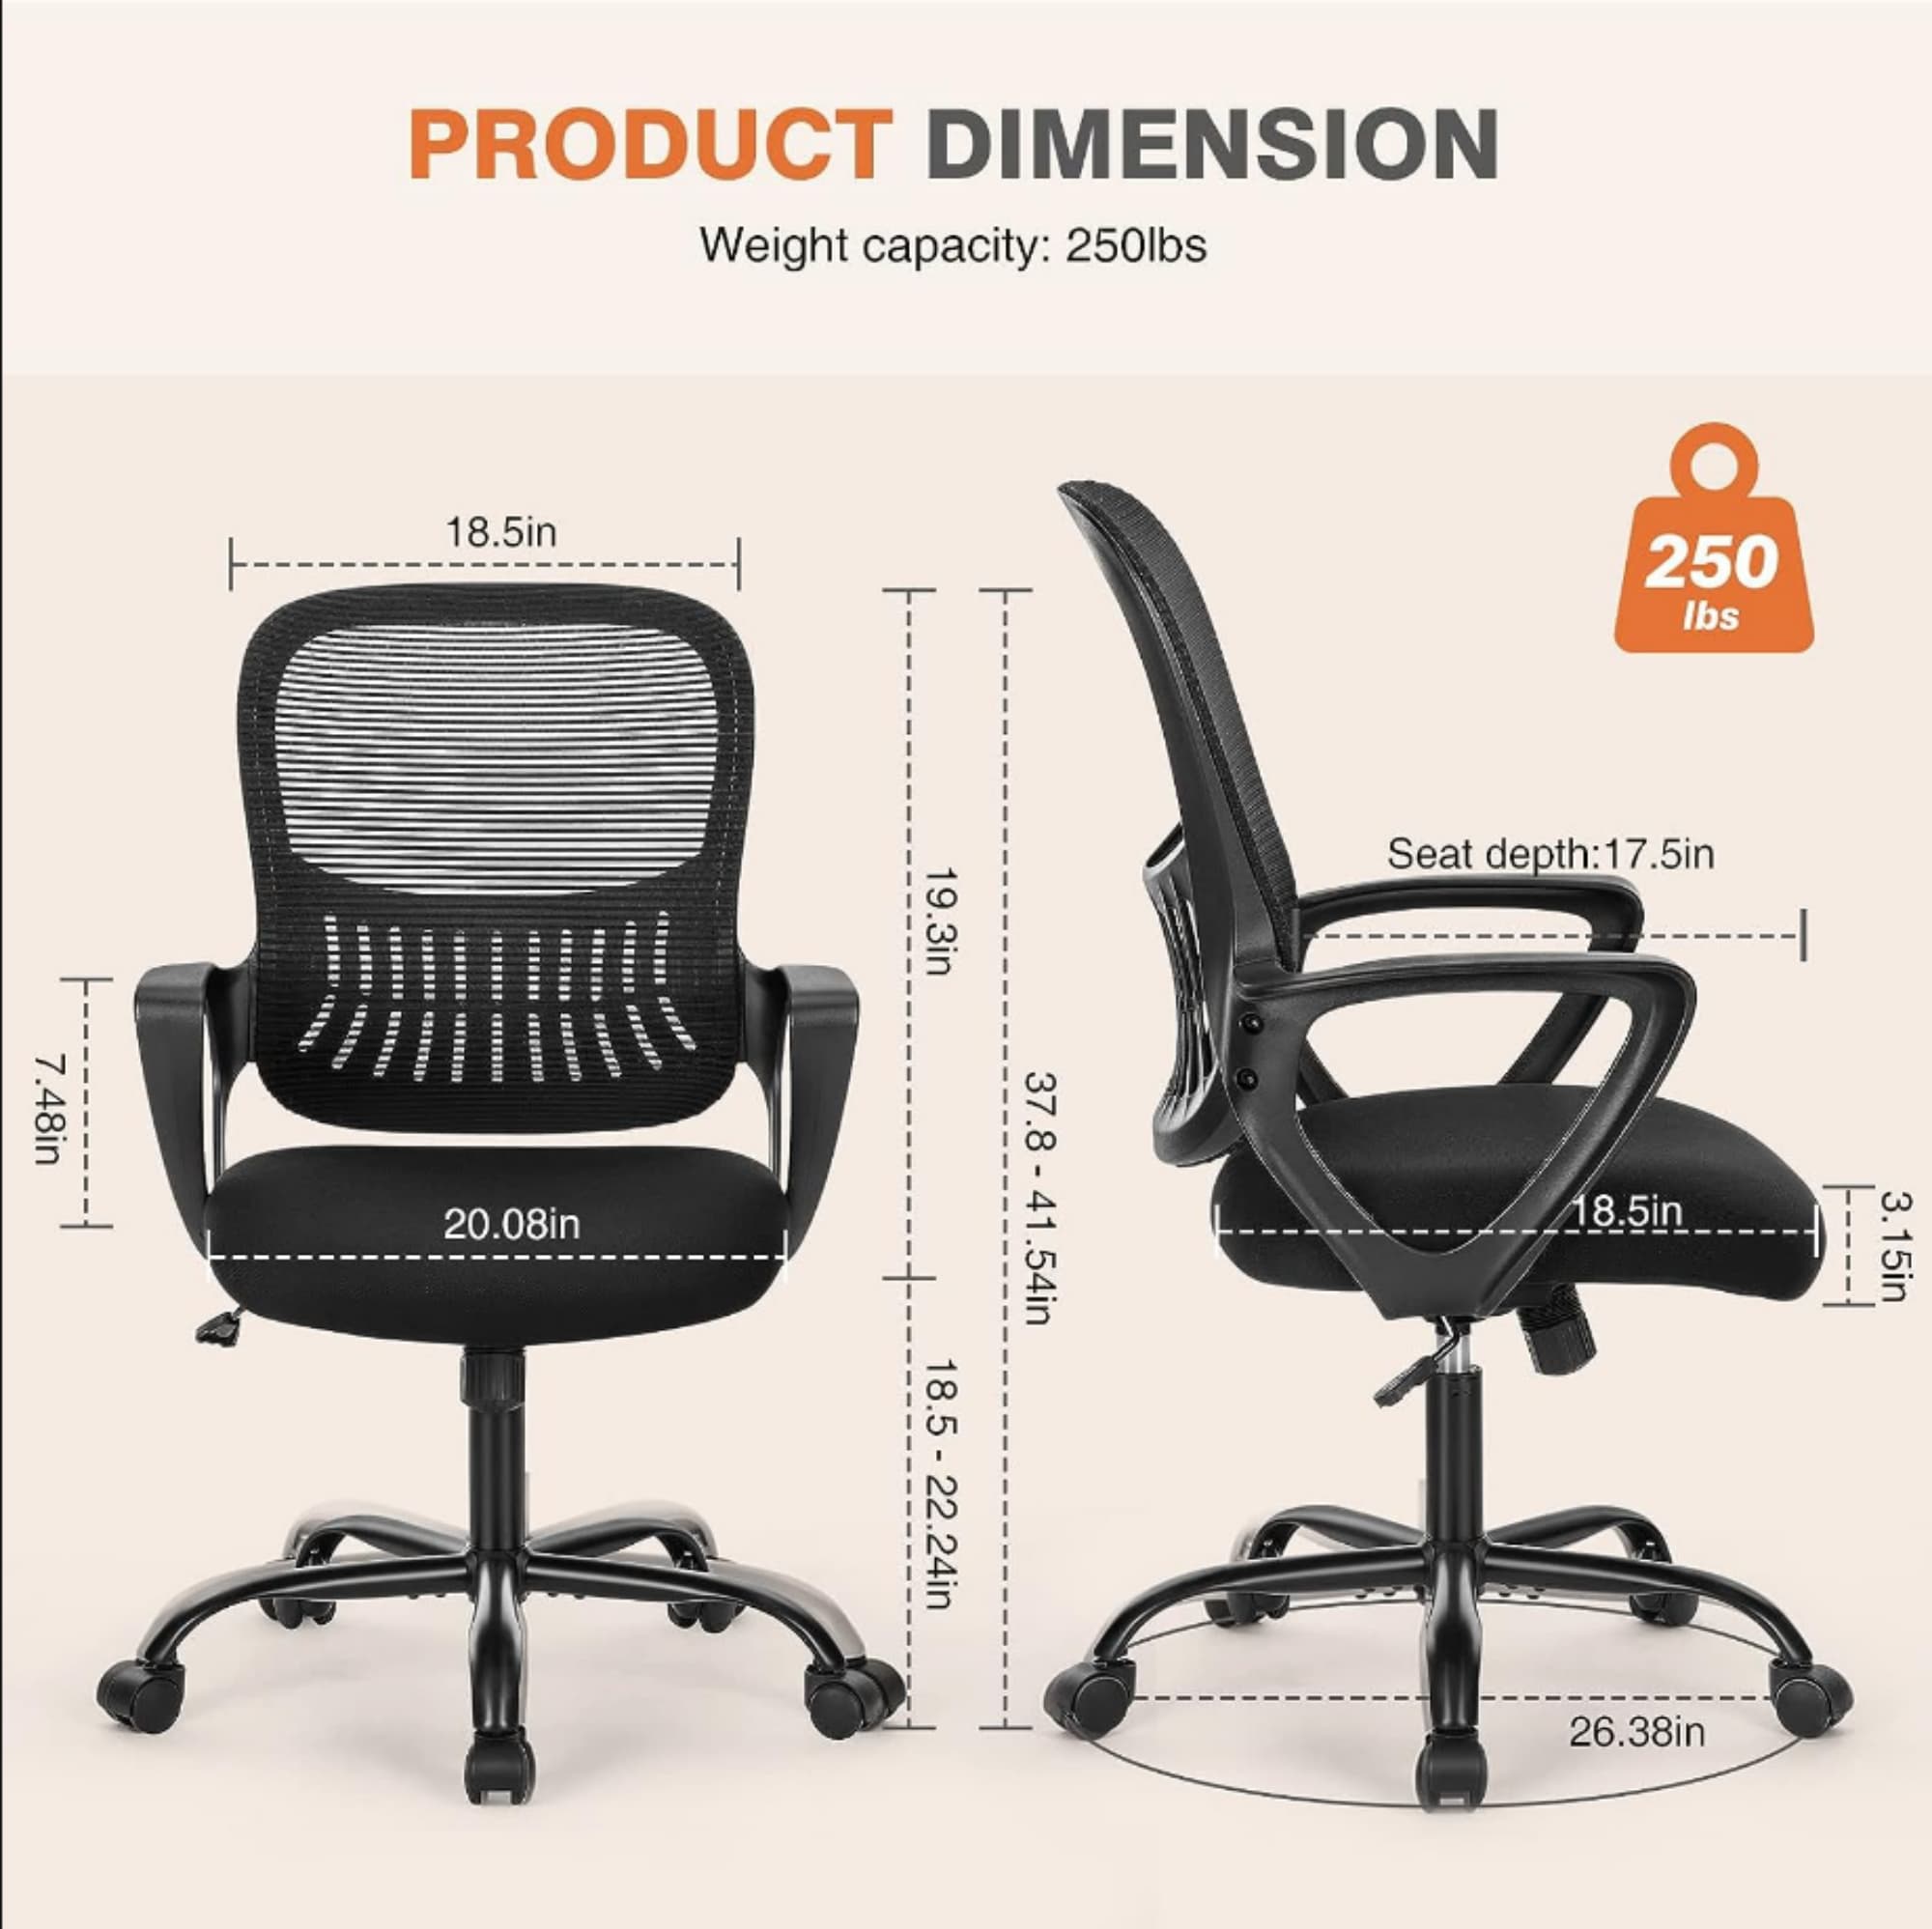 PRODUCT DIMENSION
Weight capacity: 250lbs
250
lbs
18.5in
19.3in
Seat depth:17.5in
7.48in
37.8 - 41.54in
20.08in
18.5in
3.15in
18.5 - 22.24in
26.38in